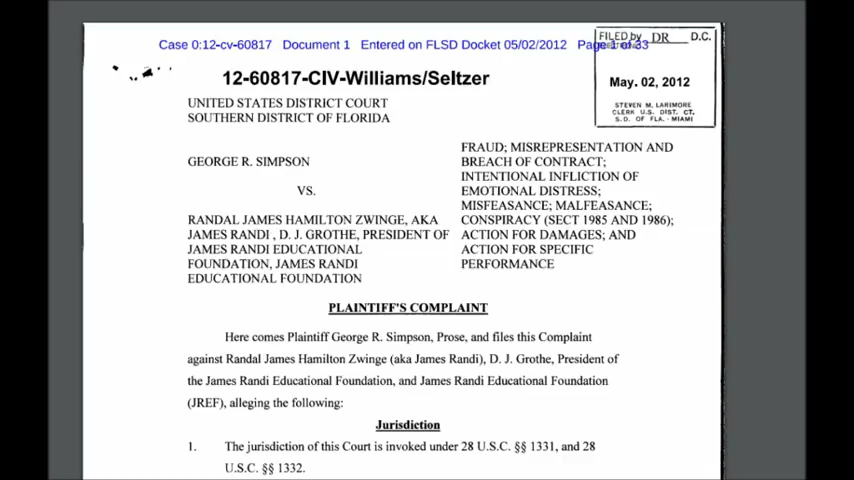 Case 0:12-cv-60817 Document 1 Entered on FLSD Docket 05/02/2012 Page 1 of 33
FILED by DR D.C.
May. 02, 2012
STEVEN M. LARIMORE
CLERK U.S. DIST. CT.
S.D. OF FLA. - MIAMI
12-60817-CIV-Williams/Seltzer
UNITED STATES DISTRICT COURT
SOUTHERN DISTRICT OF FLORIDA
GEORGE R. SIMPSON
VS.
RANDAL JAMES HAMILTON ZWINGE, AKA
JAMES RANDI , D. J. GROTHE, PRESIDENT OF
JAMES RANDI EDUCATIONAL
FOUNDATION, JAMES RANDI
EDUCATIONAL FOUNDATION
FRAUD; MISREPRESENTATION AND
BREACH OF CONTRACT;
INTENTIONAL INFLICTION OF
EMOTIONAL DISTRESS;
MISFEASANCE; MALFEASANCE;
CONSPIRACY (SECT 1985 AND 1986);
ACTION FOR DAMAGES; AND
ACTION FOR SPECIFIC
PERFORMANCE
PLAINTIFF'S COMPLAINT
Here comes Plaintiff George R. Simpson, Prose, and files this Complaint
against Randal James Hamilton Zwinge (aka James Randi), D. J. Grothe, President of
the James Randi Educational Foundation, and James Randi Educational Foundation
(JREF), alleging the following:
Jurisdiction
1. The jurisdiction of this Court is invoked under 28 U.S.C. §§ 1331, and 28
U.S.C. §§ 1332.